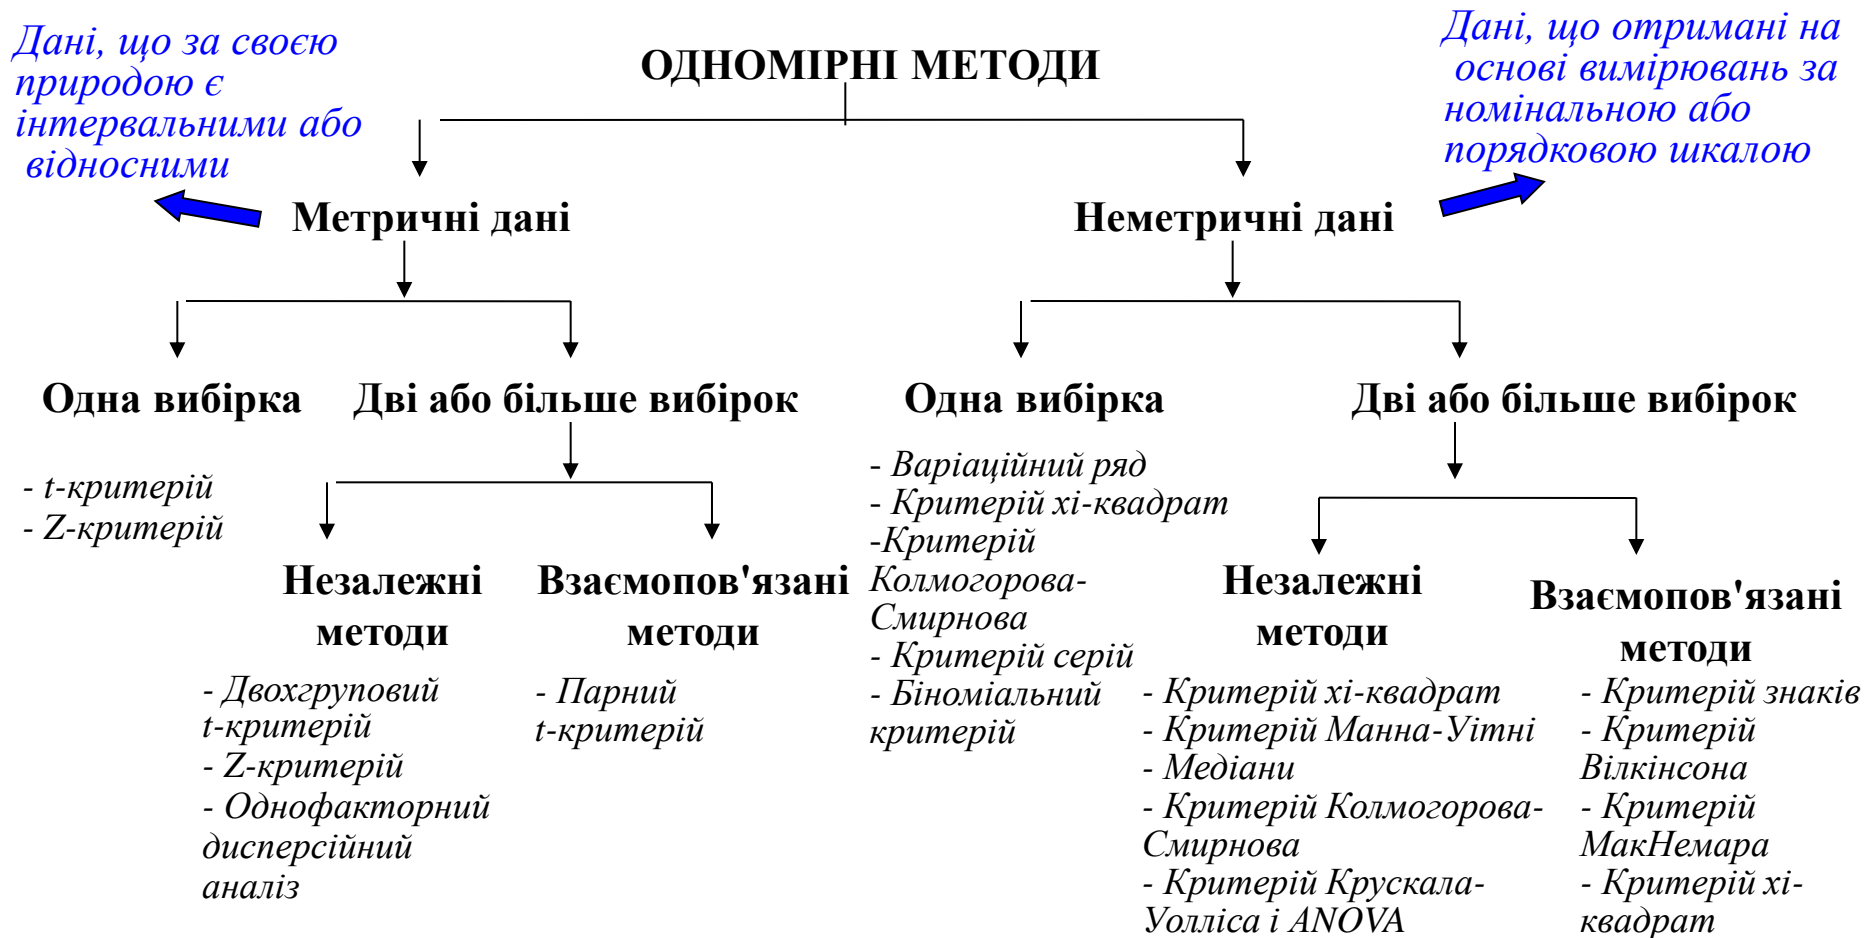 Дані, що за своєю
природою є
інтервальними або
відносними
ОДНОМІРНІ МЕТОДИ
Дані, що отримані на
основі вимірювань за
номінальною або
порядковою шкалою
Метричні дані
Неметричні дані
Одна вибірка
Дві або більше вибірок
Одна вибірка
Дві або більше вибірок
- t-критерій
- Z-критерій
Незалежні
методи
- Двохгруповий
t-критерій
- Z-критерій
- Однофакторний
дисперсійний
аналіз
Взаємопов'язані
методи
- Парний
t-критерій
- Варіаційний ряд
- Критерій хі-квадрат
-Критерій
Колмогорова-
Смирнова
- Критерій серій
- Біноміальний
критерій
Незалежні
методи
- Критерій хі-квадрат
- Критерій Манна-Уітні
- Медіани
- Критерій Колмогорова-
Смирнова
- Критерій Крускала-
Уолліса і ANOVA
Взаємопов'язані
методи
- Критерій знаків
- Критерій
Вілкінсона
- Критерій
МакНемара
- Критерій хі-
квадрат